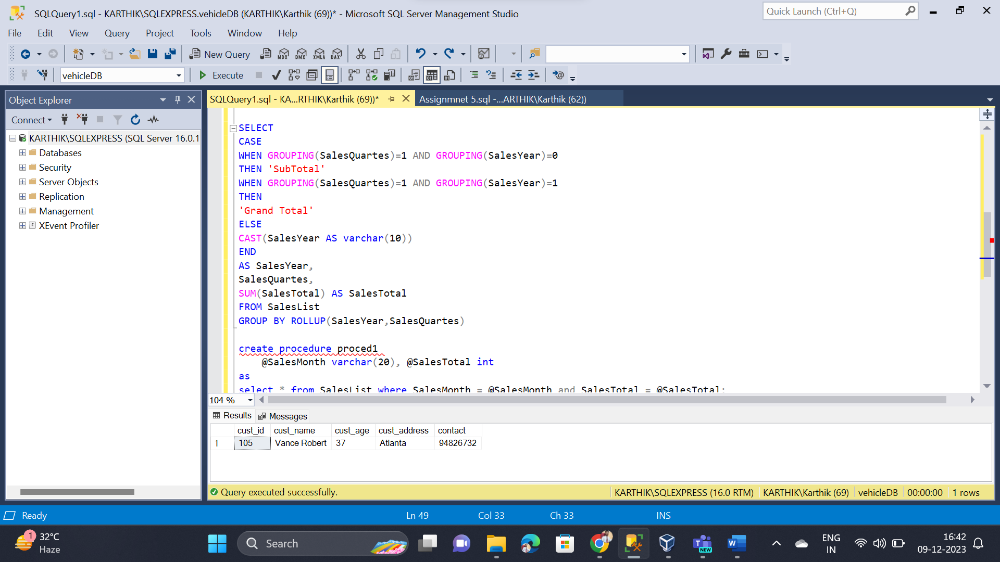 SQLQuery1.sql - KARTHIK\SQLEXPRESS.vehicleDB (KARTHIK\Karthik (69))* - Microsoft SQL Server Management Studio
Quick Launch (Ctrl+Q)
File Edit View Query Project Tools Window Help
New Query MDX DMX XMLA DAX
vehicleDB Execute
Object Explorer
SQLQuery1.sql - KA...RTHIK\Karthik (69))* Assignmnet 5.sql -...ARTHIK\Karthik (62))
Connect
KARTHIK\SQLEXPRESS (SQL Server 16.0.1
Databases
Security
Server Objects
Replication
Management
XEvent Profiler
SELECT
CASE
WHEN GROUPING(SalesQuartes)=1 AND GROUPING(SalesYear)=0
THEN 'SubTotal'
WHEN GROUPING(SalesQuartes)=1 AND GROUPING(SalesYear)=1
THEN
'Grand Total'
ELSE
CAST(SalesYear AS varchar(10))
END
AS SalesYear,
SalesQuartes,
SUM(SalesTotal) AS SalesTotal
FROM SalesList
GROUP BY ROLLUP(SalesYear,SalesQuartes)
create procedure proced1
@SalesMonth varchar(20), @SalesTotal int
as
select * from SalesList where SalesMonth = @SalesMonth and SalesTotal = @SalesTotal;
104 %
Results Messages
cust_id cust_name cust_age cust_address contact
1 105 Vance Robert 37 Atlanta 94826732
Query executed successfully. KARTHIK\SQLEXPRESS (16.0 RTM) KARTHIK\Karthik (69) vehicleDB 00:00:00 1 rows
Ready Ln 49 Col 33 Ch 33 INS
1 32°C
Haze
Search
NEW
ENG
IN
16:42
09-12-2023